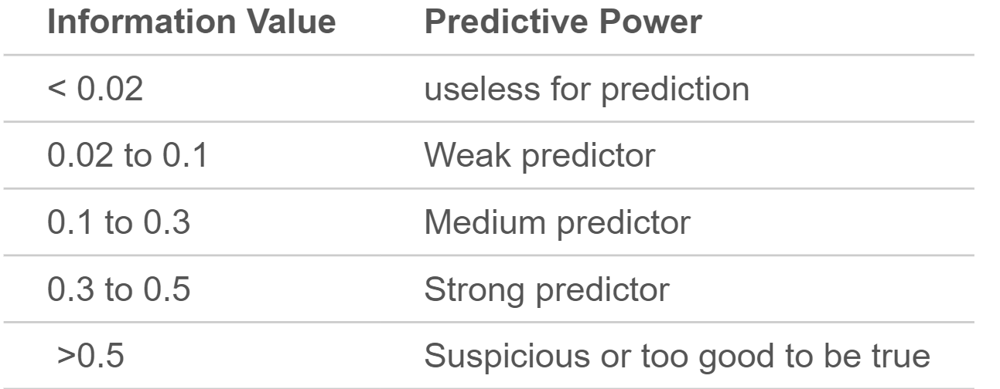 Information Value Predictive Power
< 0.02 useless for prediction
0.02 to 0.1 Weak predictor
0.1 to 0.3 Medium predictor
0.3 to 0.5 Strong predictor
>0.5 Suspicious or too good to be true